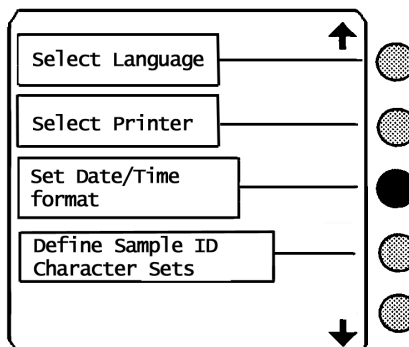 Select Language
Select Printer
Set Date/Time
format
Define Sample ID
Character Sets